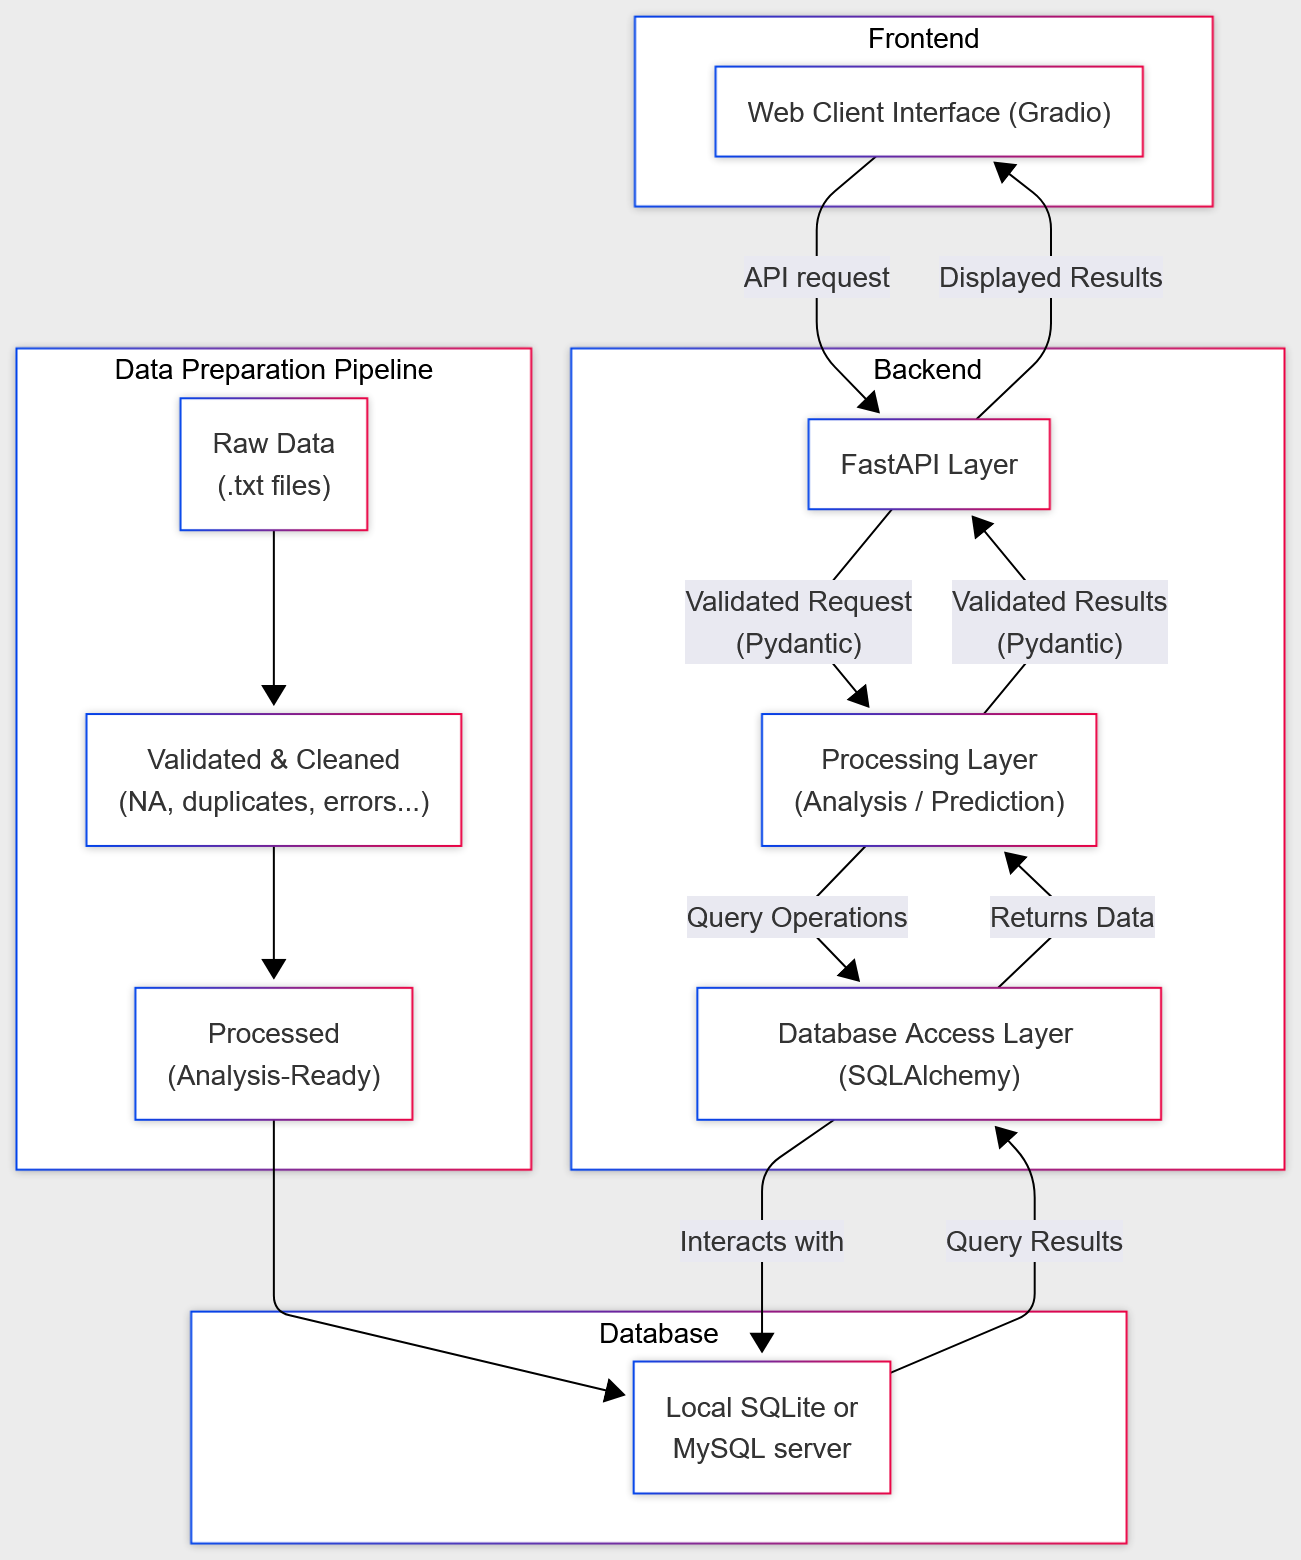 Frontend
Web Client Interface (Gradio)
API request
Displayed Results
Data Preparation Pipeline
Raw Data
(.txt files)
Validated & Cleaned
(NA, duplicates, errors...)
Processed
(Analysis-Ready)
Backend
FastAPI Layer
Validated Request
(Pydantic)
Validated Results
(Pydantic)
Processing Layer
(Analysis / Prediction)
Query Operations
Returns Data
Database Access Layer
(SQLAlchemy)
Interacts with
Query Results
Database
Local SQLite or
MySQL server